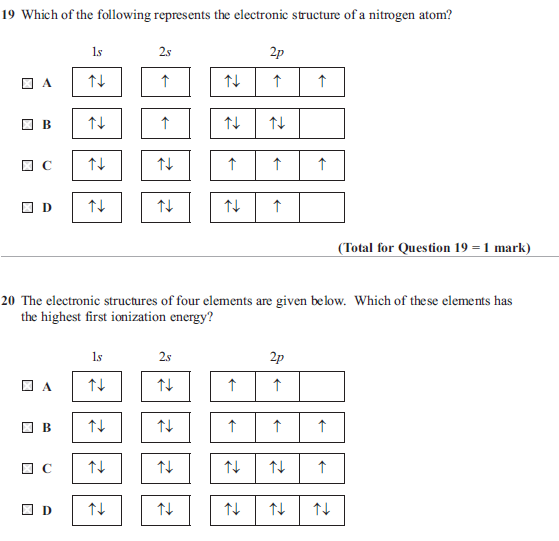 19 Which of the following represents the electronic structure of a nitrogen atom?
1s 2s 2p
A ↑↓ ↑ ↑↓ ↑ ↑
B ↑↓ ↑ ↑↓ ↑↓
C ↑↓ ↑↓ ↑ ↑ ↑
D ↑↓ ↑↓ ↑↓ ↑
(Total for Question 19 = 1 mark)
20 The electronic structures of four elements are given below. Which of these elements has
the highest first ionization energy?
1s 2s 2p
A ↑↓ ↑↓ ↑ ↑
B ↑↓ ↑↓ ↑ ↑ ↑
C ↑↓ ↑↓ ↑↓ ↑↓ ↑
D ↑↓ ↑↓ ↑↓ ↑↓ ↑↓